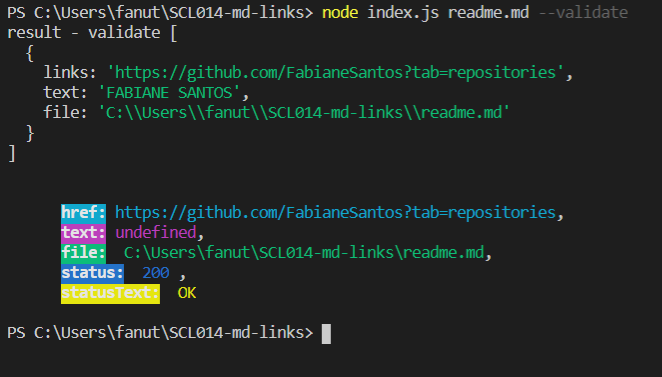 PS C:\Users\fanut\SCL014-md-links> node index.js readme.md --validate
result - validate [
  {
    links: 'https://github.com/FabianeSantos?tab=repositories',
    text: 'FABIANE SANTOS',
    file: 'C:\\Users\\fanut\\SCL014-md-links\\readme.md'
  }
]
href: https://github.com/FabianeSantos?tab=repositories,
text: undefined,
file:  C:\Users\fanut\SCL014-md-links\readme.md,
status:  200 ,
statusText:  OK
PS C:\Users\fanut\SCL014-md-links>